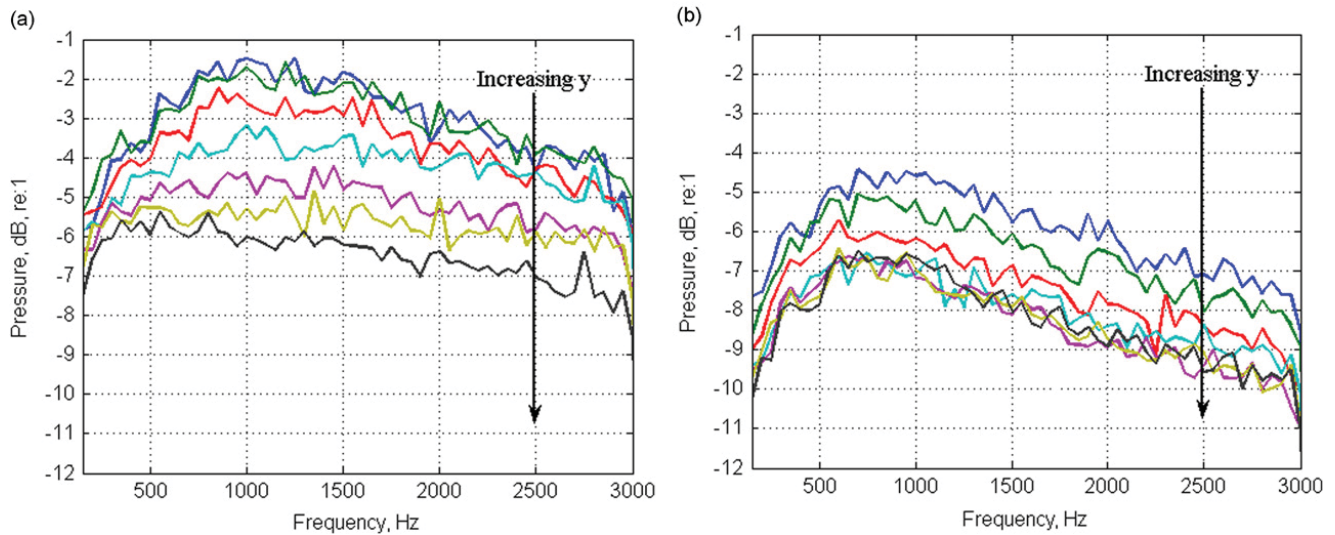 (a)
-1
-2
-3
-4
-5
-6
-7
-8
-9
-10
-11
-12
Pressure, dB, re:1
Increasing y
500 1000 1500 2000 2500 3000
Frequency, Hz
(b)
-1
-2
-3
-4
-5
-6
-7
-8
-9
-10
-11
-12
Pressure, dB, re:1
Increasing y
500 1000 1500 2000 2500 3000
Frequency, Hz